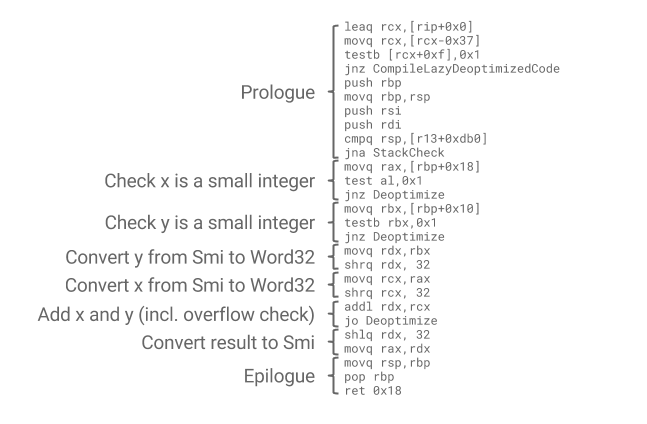 leaq rcx,[rip+0x0]
movq rcx,[rcx-0x37]
testb [rcx+0xf],0x1
jnz CompileLazyDeoptimizedCode
push rbp
Prologue
movq rbp,rsp
push rsi
push rdi
cmpq rsp,[r13+0xdb0]
jna StackCheck
movq rax,[rbp+0x18]
Check x is a small integer
test al,0x1
jnz Deoptimize
movq rbx,[rbp+0x10]
Check y is a small integer
testb rbx,0x1
jnz Deoptimize
Convert y from Smi to Word32
movq rdx,rbx
shrq rdx, 32
Convert x from Smi to Word32
movq rcx,rax
shrq rcx, 32
Add x and y (incl. overflow check)
addl rdx,rcx
jo Deoptimize
Convert result to Smi
shlq rdx, 32
movq rax,rdx
Epilogue
movq rsp,rbp
pop rbp
ret 0x18